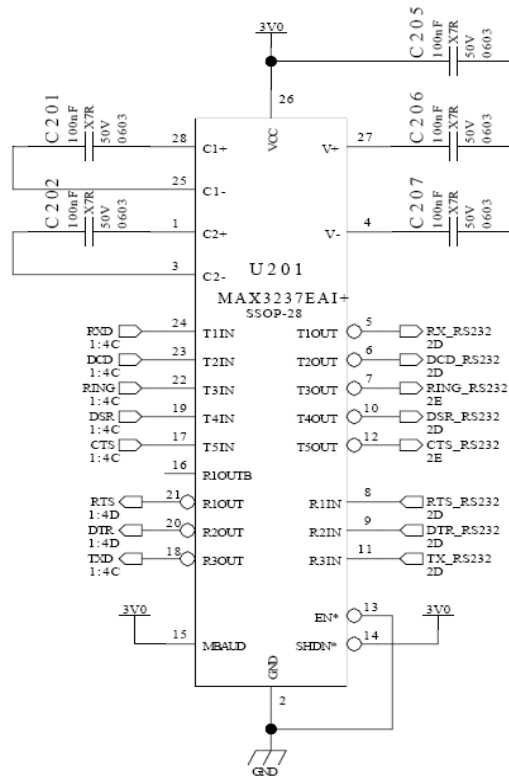 3V0
C205
100nF
X7R
50V
0603
26
VCC
C201
100nF
X7R
50V
0603
28
C1+
V+
27
C206
100nF
X7R
50V
0603
25
C1-
C202
100nF
X7R
50V
0603
1
C2+
V-
4
C207
100nF
X7R
50V
0603
3
C2-
U201
MAX3237EAI+
SSOP-28
RXD 24 T1IN T1OUT 5 RX_RS232
1:4C 2D
DCD 23 T2IN T2OUT 6 DCD_RS232
1:4C 2D
RING 22 T3IN T3OUT 7 RING_RS232
1:4C 2E
DSR 19 T4IN T4OUT 10 DSR_RS232
1:4C 2D
CTS 17 T5IN T5OUT 12 CTS_RS232
1:4C 2E
16 R1OUTB
RTS 21 R1OUT R1IN 8 RTS_RS232
1:4D 2D
DTR 20 R2OUT R2IN 9 DTR_RS232
1:4D 2D
TXD 18 R3OUT R3IN 11 TX_RS232
1:4C 2D
EN* 13
3V0 15 MBAUD SHDN* 14 3V0
GND
2
GND